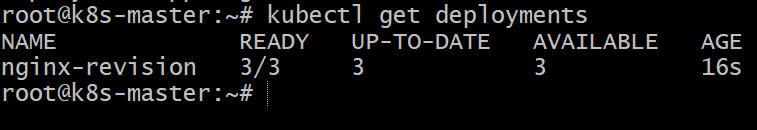 root@k8s-master:~# kubectl get deployments
NAME             READY   UP-TO-DATE   AVAILABLE   AGE
nginx-revision   3/3     3            3           16s
root@k8s-master:~#